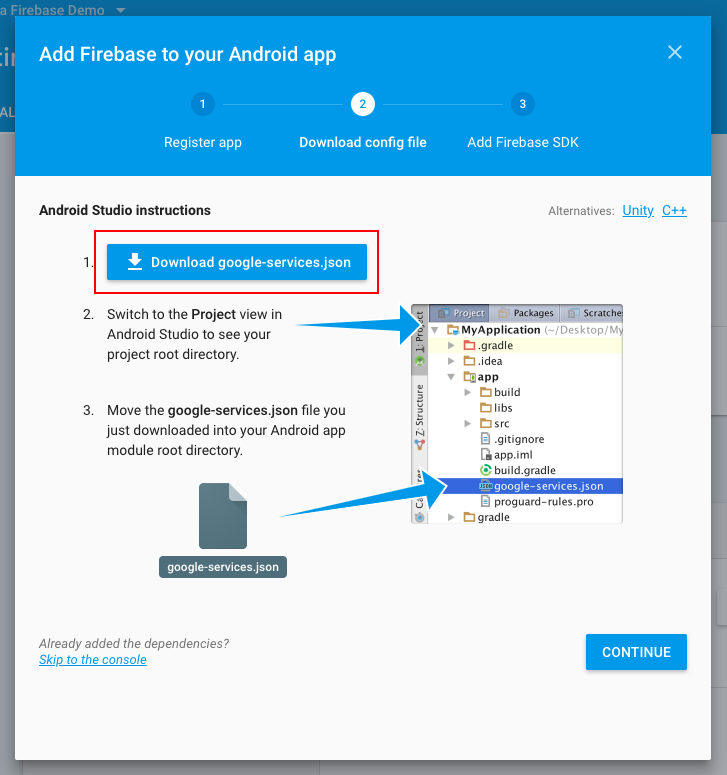 a Firebase Demo
Add Firebase to your Android app
1
2
3
Register app
Download config file
Add Firebase SDK
Android Studio instructions
Alternatives: Unity C++
1.
Download google-services.json
2. Switch to the Project view in
Android Studio to see your
project root directory.
3. Move the google-services.json file you
just downloaded into your Android app
module root directory.
google-services.json
Project Packages Scratches
1: Project
Z: Structure
MyApplication (~/Desktop/My
.gradle
.idea
app
build
libs
src
.gitignore
app.iml
build.gradle
google-services.json
proguard-rules.pro
gradle
Already added the dependencies?
Skip to the console
CONTINUE